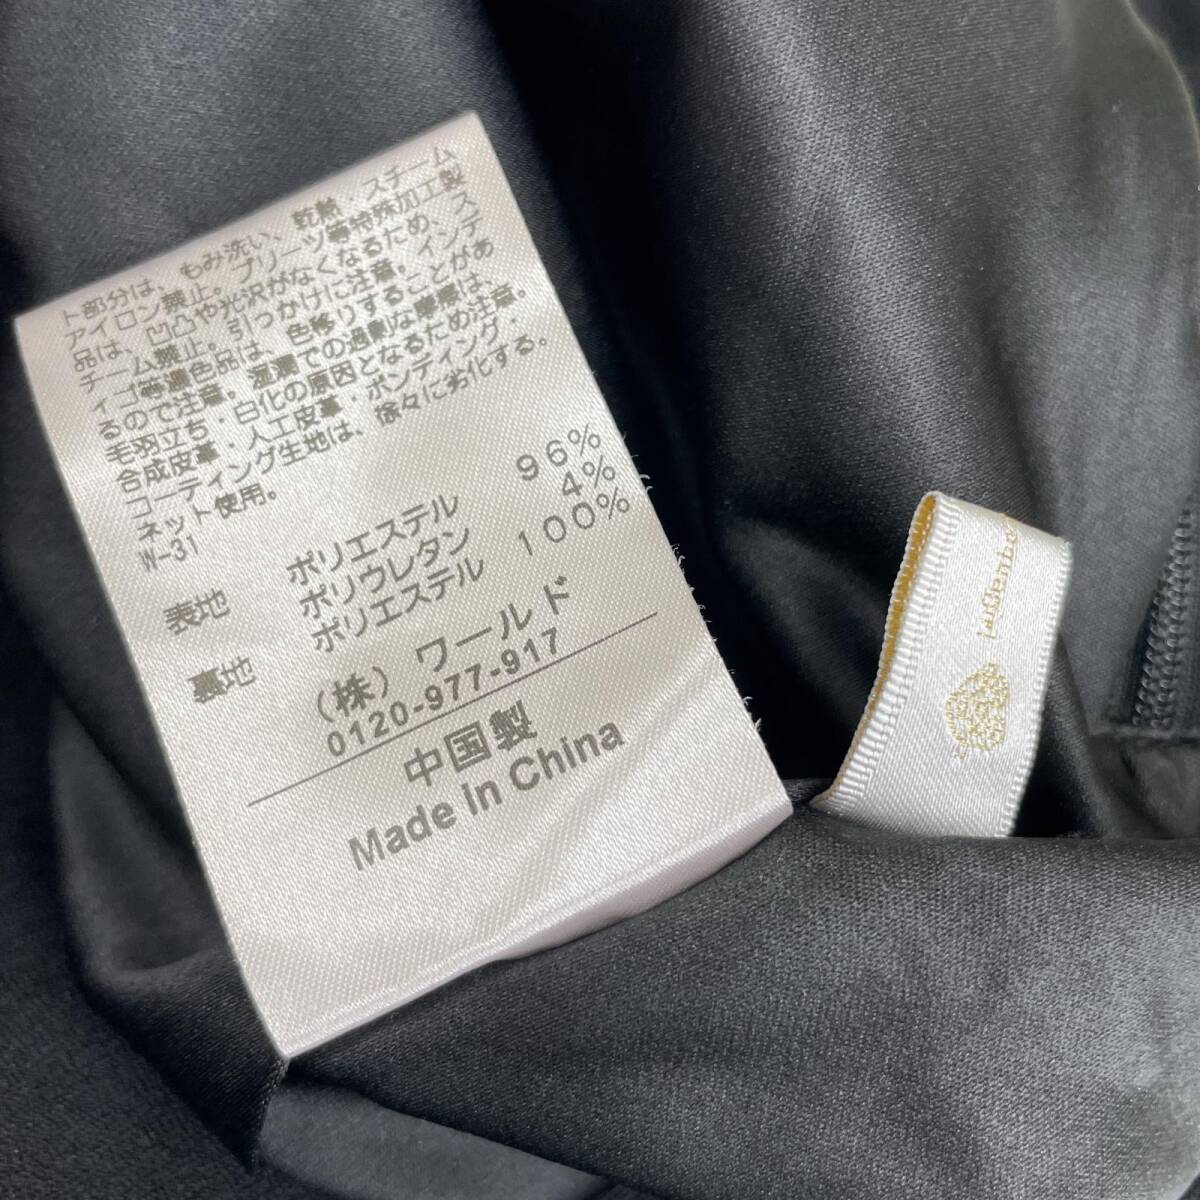 ト部分は、もみ洗い、乾熱・スチーム
アイロン禁止。プリーツ等特殊加工製
品は、凹凸や光沢がなくなるため、ス
チーム禁止。引っかけに注意。インデ
ィゴ等濃色品は、色移りすることがあ
るので注意。湿潤での過剰な摩擦は、
毛羽立ち・白化の原因となるため注意。
合成皮革・人工皮革・ボンディング・
コーティング生地は、徐々に劣化する。
ネット使用。
W-31
表地 ポリエステル 96%
ポリウレタン 4%
裏地 ポリエステル 100%
(株) ワールド
0120-977-917
中国製
Made in China